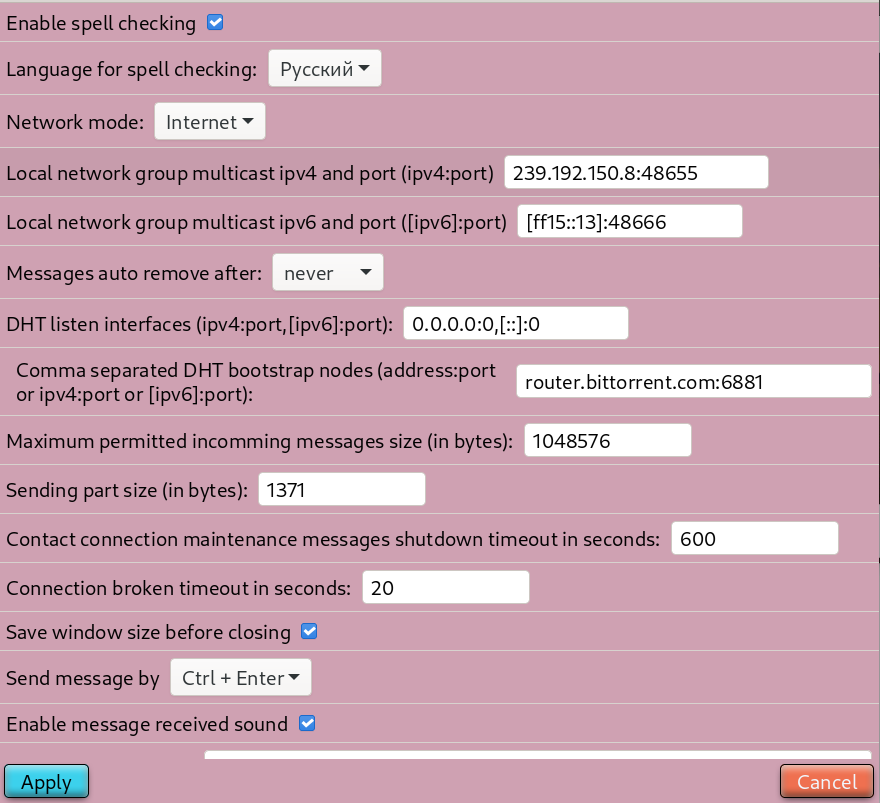 Enable spell checking
Language for spell checking: Русский
Network mode: Internet
Local network group multicast ipv4 and port (ipv4:port) 239.192.150.8:48655
Local network group multicast ipv6 and port ([ipv6]:port) [ff15::13]:48666
Messages auto remove after: never
DHT listen interfaces (ipv4:port,[ipv6]:port): 0.0.0.0:0,[::]:0
Comma separated DHT bootstrap nodes (address:port
or ipv4:port or [ipv6]:port): router.bittorrent.com:6881
Maximum permitted incomming messages size (in bytes): 1048576
Sending part size (in bytes): 1371
Contact connection maintenance messages shutdown timeout in seconds: 600
Connection broken timeout in seconds: 20
Save window size before closing
Send message by Ctrl + Enter
Enable message received sound
Apply Cancel